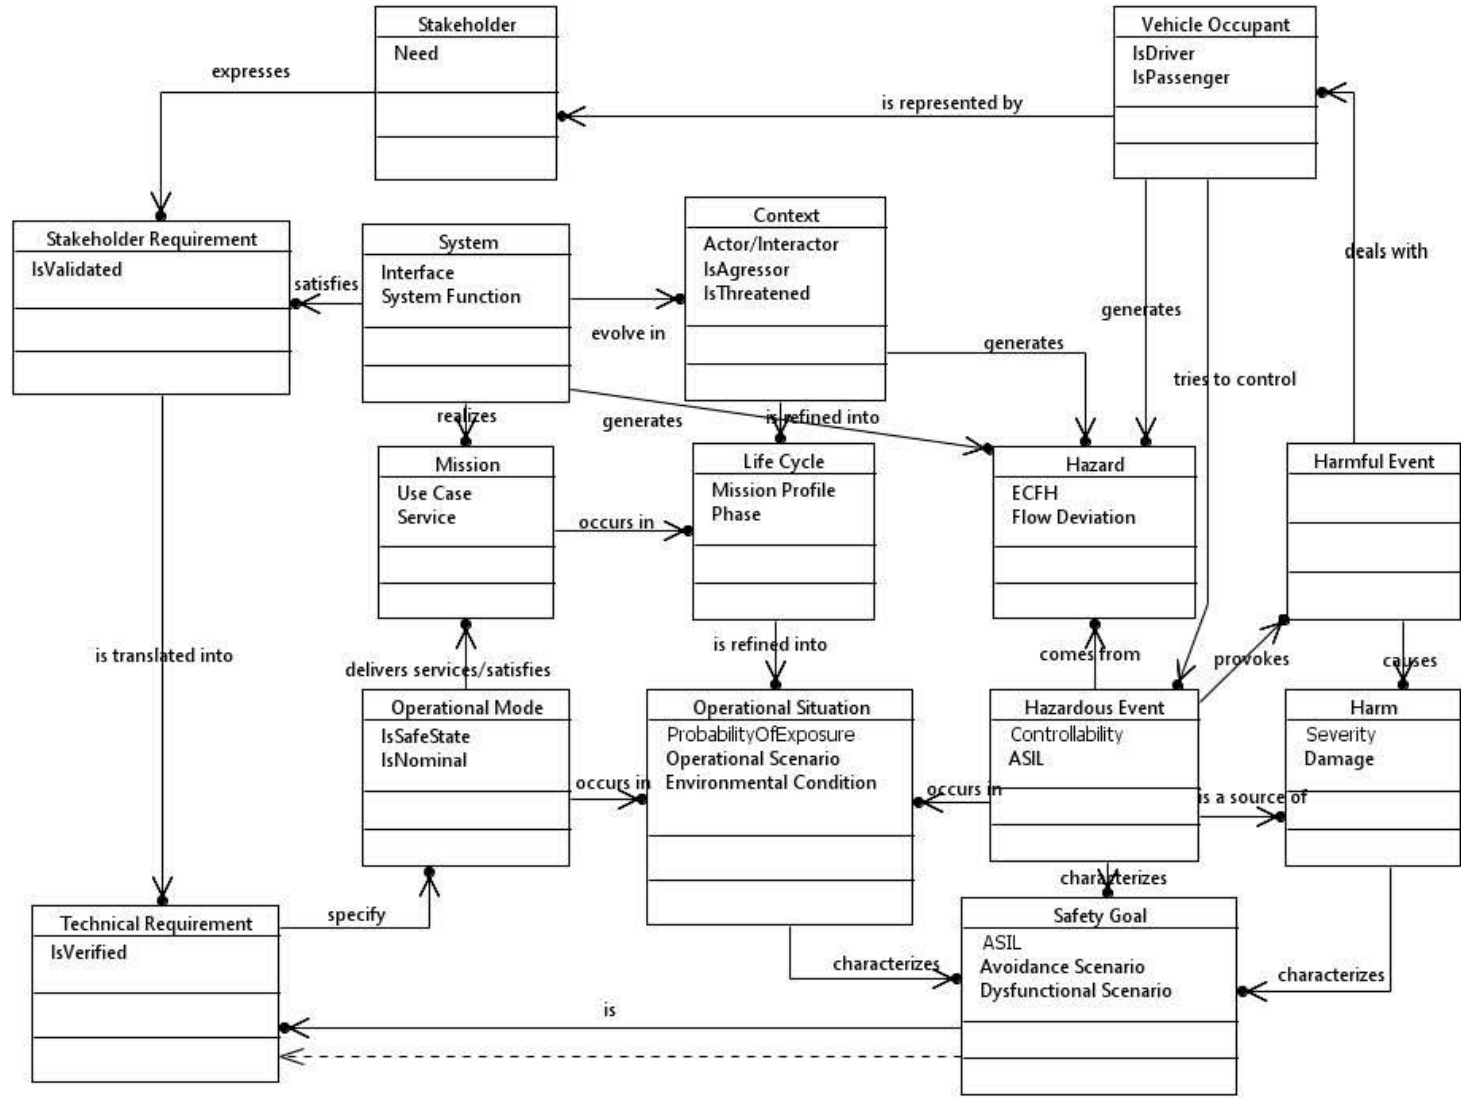 Stakeholder
Need
Vehicle Occupant
IsDriver
IsPassenger
expresses
is represented by
Stakeholder Requirement
IsValidated
satisfies
System
Interface
System Function
evolve in
Context
Actor/Interactor
IsAgressor
IsThreatened
generates
generates
deals with
tries to control
realizes
generates
is refined into
Mission
Use Case
Service
occurs in
Life Cycle
Mission Profile
Phase
Hazard
ECFH
Flow Deviation
Harmful Event
is translated into
delivers services/satisfies
is refined into
comes from
provokes
causes
Operational Mode
IsSafeState
IsNominal
occurs in
Operational Situation
ProbabilityOfExposure
Operational Scenario
Environmental Condition
occurs in
Hazardous Event
Controllability
ASIL
is a source of
Harm
Severity
Damage
characterizes
Technical Requirement
IsVerified
specify
characterizes
Safety Goal
ASIL
Avoidance Scenario
Dysfunctional Scenario
characterizes
is